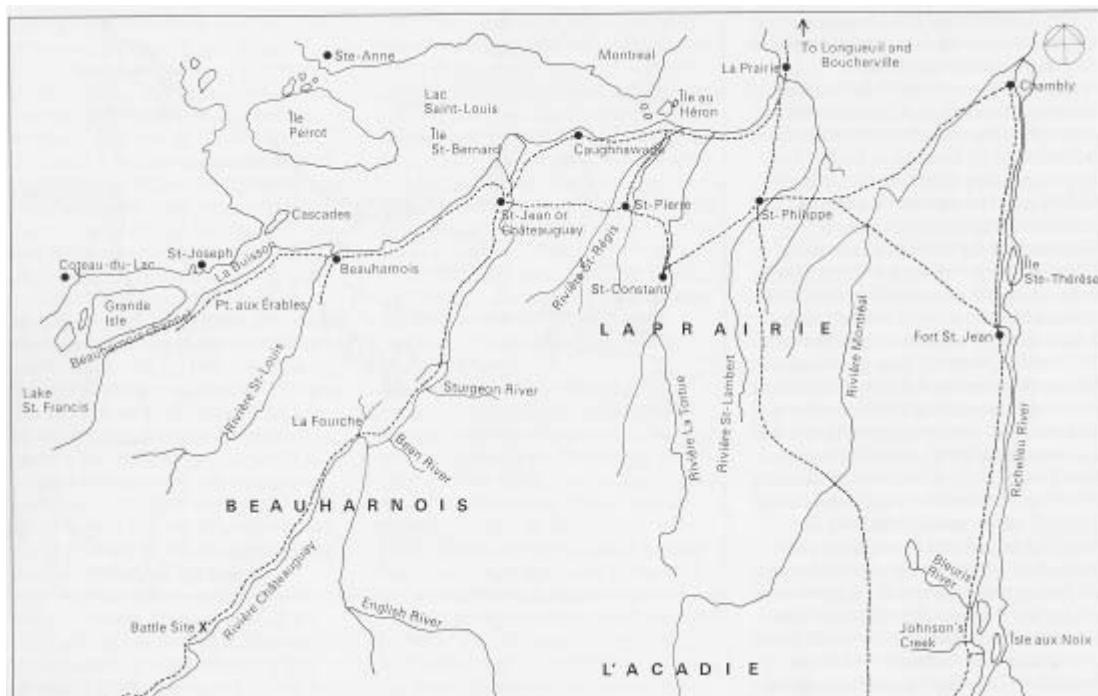 Ste-Anne
Montreal
To Longueuil and
Boucherville
La Prairie
Chambly
Lac
Saint-Louis
Île au
Héron
Île
Perrot
Île
St-Bernard
Caughnawaga
Cascades
St-Jean or
Châteauguay
St-Pierre
St-Philippe
St-Joseph
La Buisson
Coteau-du-Lac
Beauharnois
Rivière St-Régis
St-Constant
Île
Ste-Thérèse
Grande
Isle
Pt. aux Érables
Beauharnois Channel
LAPRAIRIE
Fort St. Jean
Lake
St. Francis
Rivière St-Louis
Sturgeon River
Rivière La Tortue
Rivière St-Lambert
Rivière Montréal
Richelieu River
La Fourche
Bean River
BEAUHARNOIS
Bleuris
River
Rivière Châteauguay
English River
Battle Site X
Johnson's
Creek
Isle aux Noix
L'ACADIE